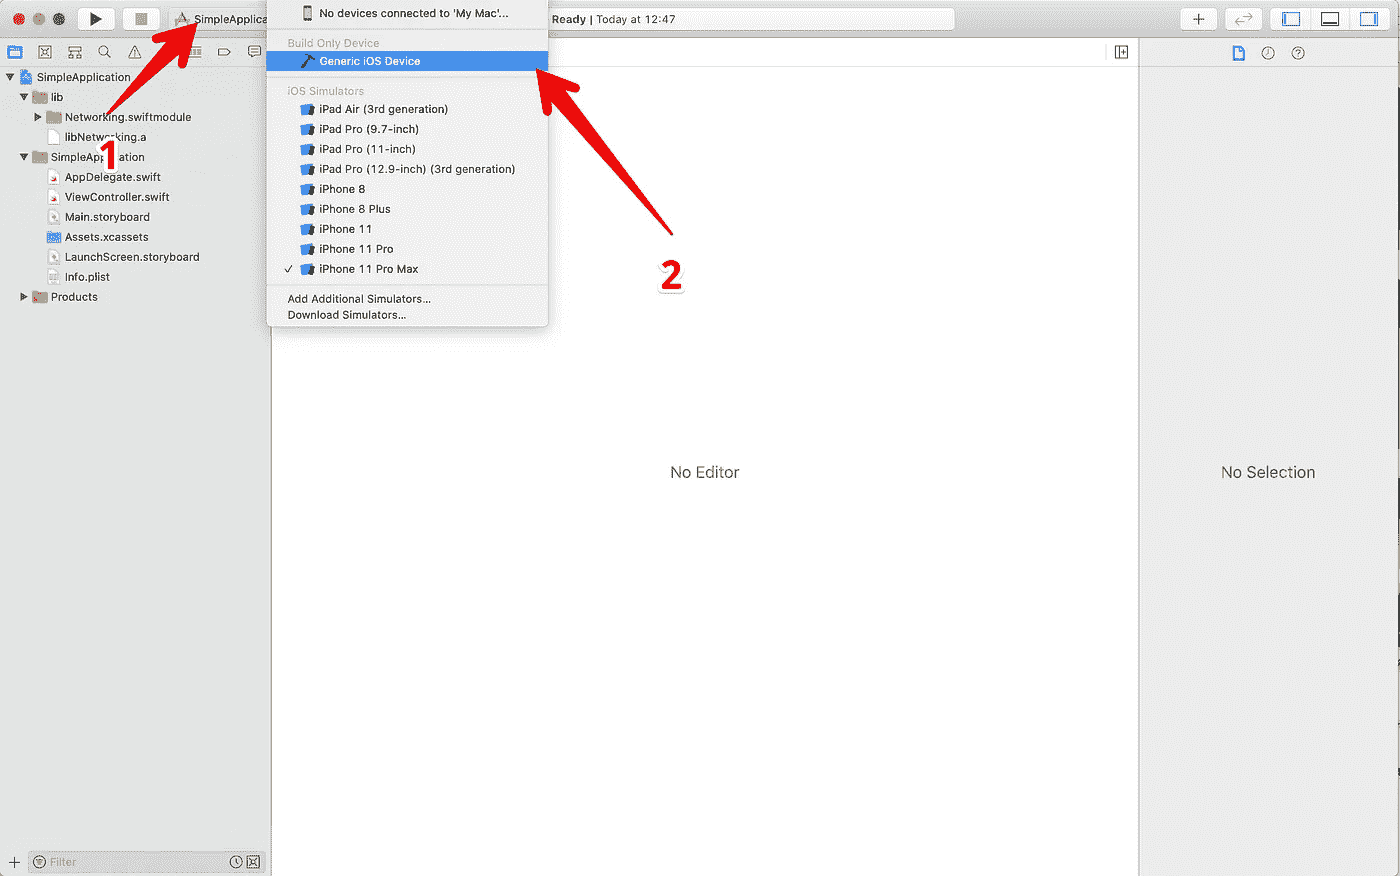 SimpleApplica
No devices connected to 'My Mac'...
Ready | Today at 12:47
Build Only Device
Generic iOS Device
iOS Simulators
iPad Air (3rd generation)
iPad Pro (9.7-inch)
iPad Pro (11-inch)
iPad Pro (12.9-inch) (3rd generation)
iPhone 8
iPhone 8 Plus
iPhone 11
iPhone 11 Pro
iPhone 11 Pro Max
Add Additional Simulators...
Download Simulators...
SimpleApplication
lib
Networking.swiftmodule
libNetworking.a
SimpleApplication
AppDelegate.swift
ViewController.swift
Main.storyboard
Assets.xcassets
LaunchScreen.storyboard
Info.plist
Products
1
2
No Editor
No Selection
Filter